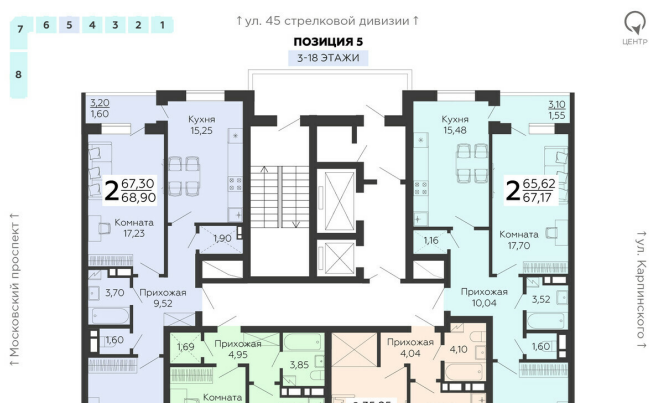 7 6 5 4 3 2 1
8
↑ ул. 45 стрелковой дивизии ↑
ПОЗИЦИЯ 5
3-18 ЭТАЖИ
ЦЕНТР
↑ Московский проспект ↑
↑ ул. Карпинского ↑
3,20
1,60
Кухня
15,25
2 67,30
68,90
Комната
17,23
1,90
3,70
Прихожая
9,52
1,60
Кухня
15,48
3,10
1,55
2 65,62
67,17
Комната
17,70
1,16
Прихожая
10,04
3,52
1,60
1,69
Прихожая
4,95
3,85
Комната
Прихожая
4,04
4,10